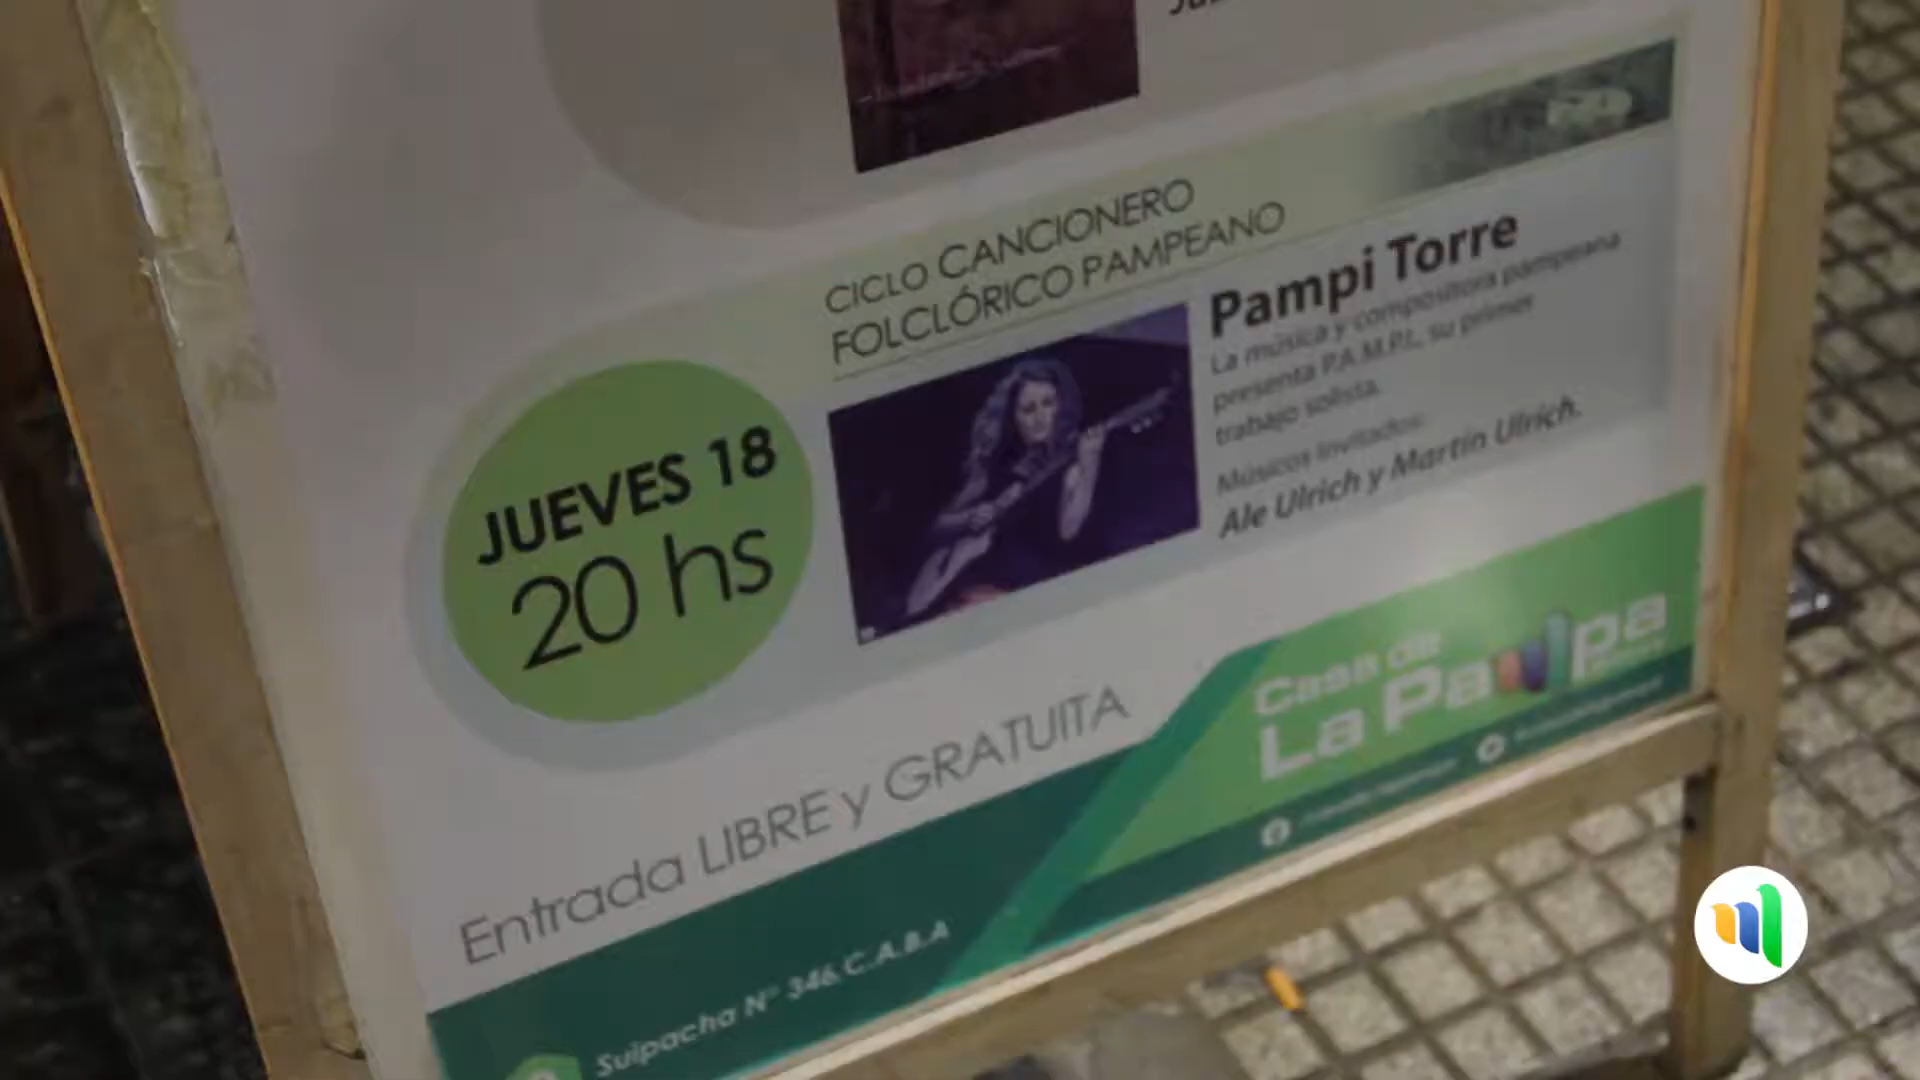 CICLO CANCIONERO
FOLCLÓRICO PAMPEANO
JUEVES 18
20 hs
Pampi Torre
La música y compositora pampeana
presenta P.A.M.P.I., su primer
trabajo solista.
Músicos invitados:
Ale Ulrich y Martín Ulrich.
Entrada LIBRE y GRATUITA
Casa de
La Pampa
Suipacha N° 346, C.A.B.A